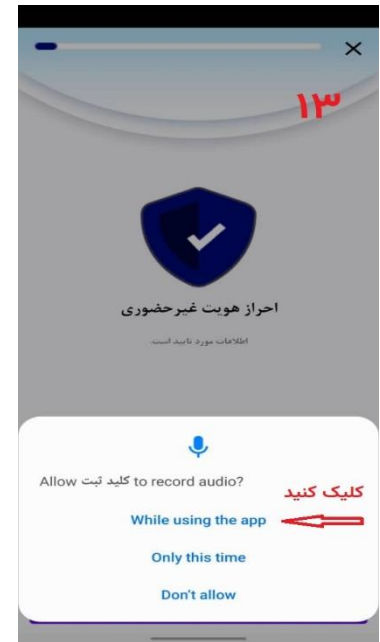 ۱۳
احراز هویت غیرحضوری
اطلاعات مورد تایید است.
Allow کلید ثبت to record audio?
کلیک کنید
While using the app
Only this time
Don't allow